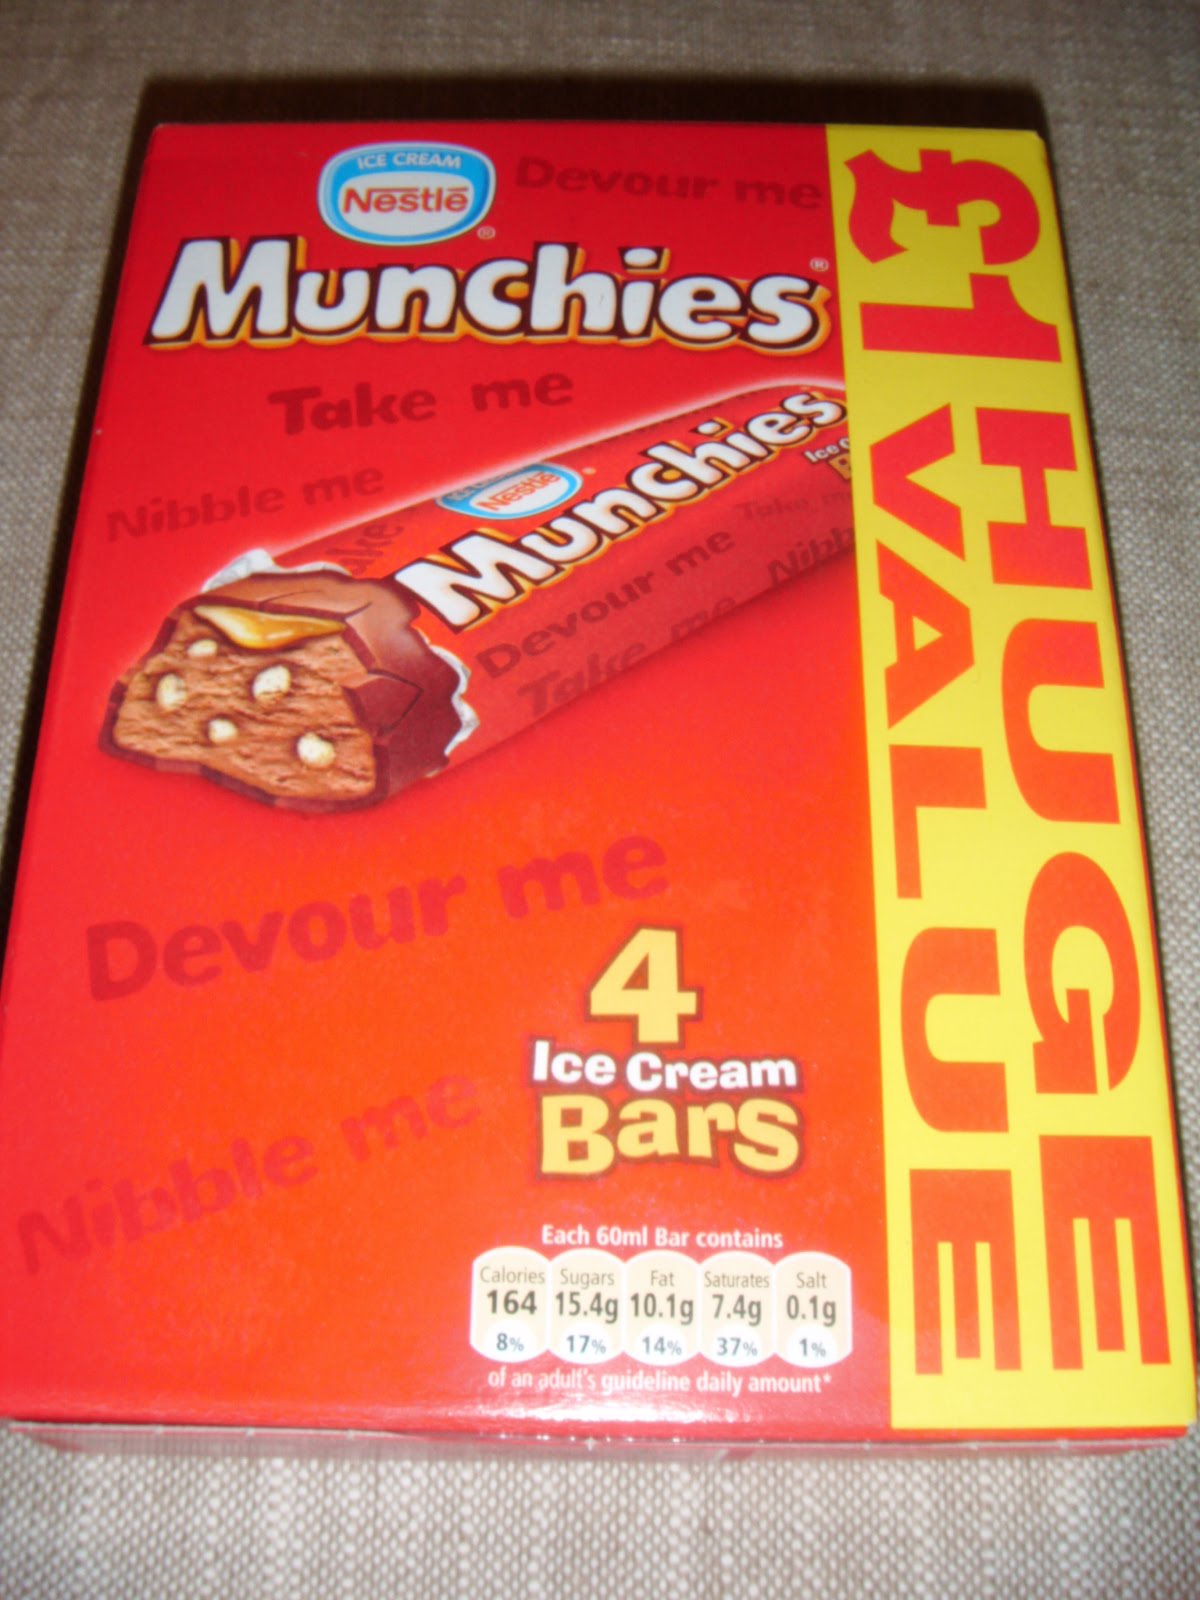 ICE CREAM
Nestlé
®
Devour me
Munchies®
Take me
Nibble me
Nestlé
Munchies
Ice
Take me
Devour me
Nibb
Take me
Devour me
Nibble me
4
Ice Cream
Bars
Each 60ml Bar contains
Calories Sugars Fat Saturates Salt
164 15.4g 10.1g 7.4g 0.1g
8% 17% 14% 37% 1%
of an adult's guideline daily amount*
£1 HUGE
VALUE